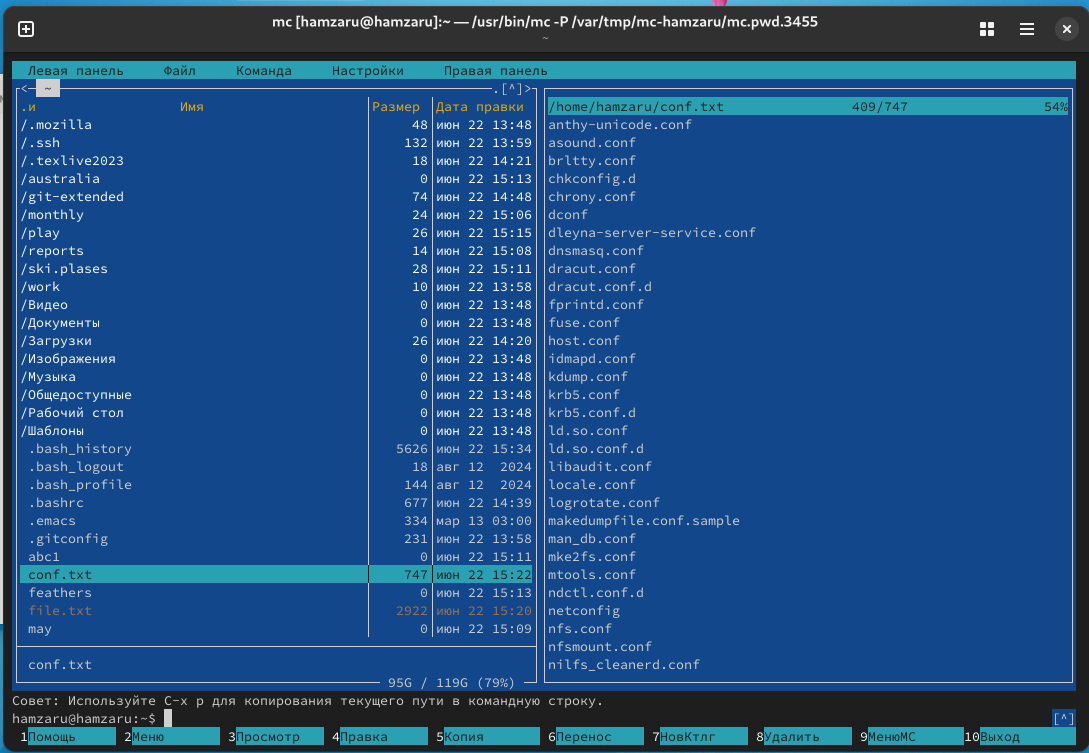 mc [hamzaru@hamzaru]:~ — /usr/bin/mc -P /var/tmp/mc-hamzaru/mc.pwd.3455
~
Левая панель Файл Команда Настройки Правая панель
<— ~ .[^]>
.и Имя Размер Дата правки
/.mozilla 48 июн 22 13:48
/.ssh 132 июн 22 13:59
/.texlive2023 18 июн 22 14:21
/australia 0 июн 22 15:13
/git-extended 74 июн 22 14:48
/monthly 24 июн 22 15:06
/play 26 июн 22 15:15
/reports 14 июн 22 15:08
/ski.plases 28 июн 22 15:11
/work 10 июн 22 13:58
/Видео 0 июн 22 13:48
/Документы 0 июн 22 13:48
/Загрузки 26 июн 22 14:20
/Изображения 0 июн 22 13:48
/Музыка 0 июн 22 13:48
/Общедоступные 0 июн 22 13:48
/Рабочий стол 0 июн 22 13:48
/Шаблоны 0 июн 22 13:48
.bash_history 5626 июн 22 15:34
.bash_logout 18 авг 12 2024
.bash_profile 144 авг 12 2024
.bashrc 677 июн 22 14:39
.emacs 334 мар 13 03:00
.gitconfig 231 июн 22 13:58
abc1 0 июн 22 15:11
conf.txt 747 июн 22 15:22
feathers 0 июн 22 15:13
file.txt 2922 июн 22 15:20
may 0 июн 22 15:09
conf.txt
95G / 119G (79%)
/home/hamzaru/conf.txt 409/747 54%
anthy-unicode.conf
asound.conf
brltty.conf
chkconfig.d
chrony.conf
dconf
dleyna-server-service.conf
dnsmasq.conf
dracut.conf
dracut.conf.d
fprintd.conf
fuse.conf
host.conf
idmapd.conf
kdump.conf
krb5.conf
krb5.conf.d
ld.so.conf
ld.so.conf.d
libaudit.conf
locale.conf
logrotate.conf
makedumpfile.conf.sample
man_db.conf
mke2fs.conf
mtools.conf
ndctl.conf.d
netconfig
nfs.conf
nfsmount.conf
nilfs_cleanerd.conf
Совет: Используйте C-x p для копирования текущего пути в командную строку.
hamzaru@hamzaru:~$ [^]
1Помощь 2Меню 3Просмотр 4Правка 5Копия 6Перенос 7НовКтлг 8Удалить 9МенюMC 10Выход